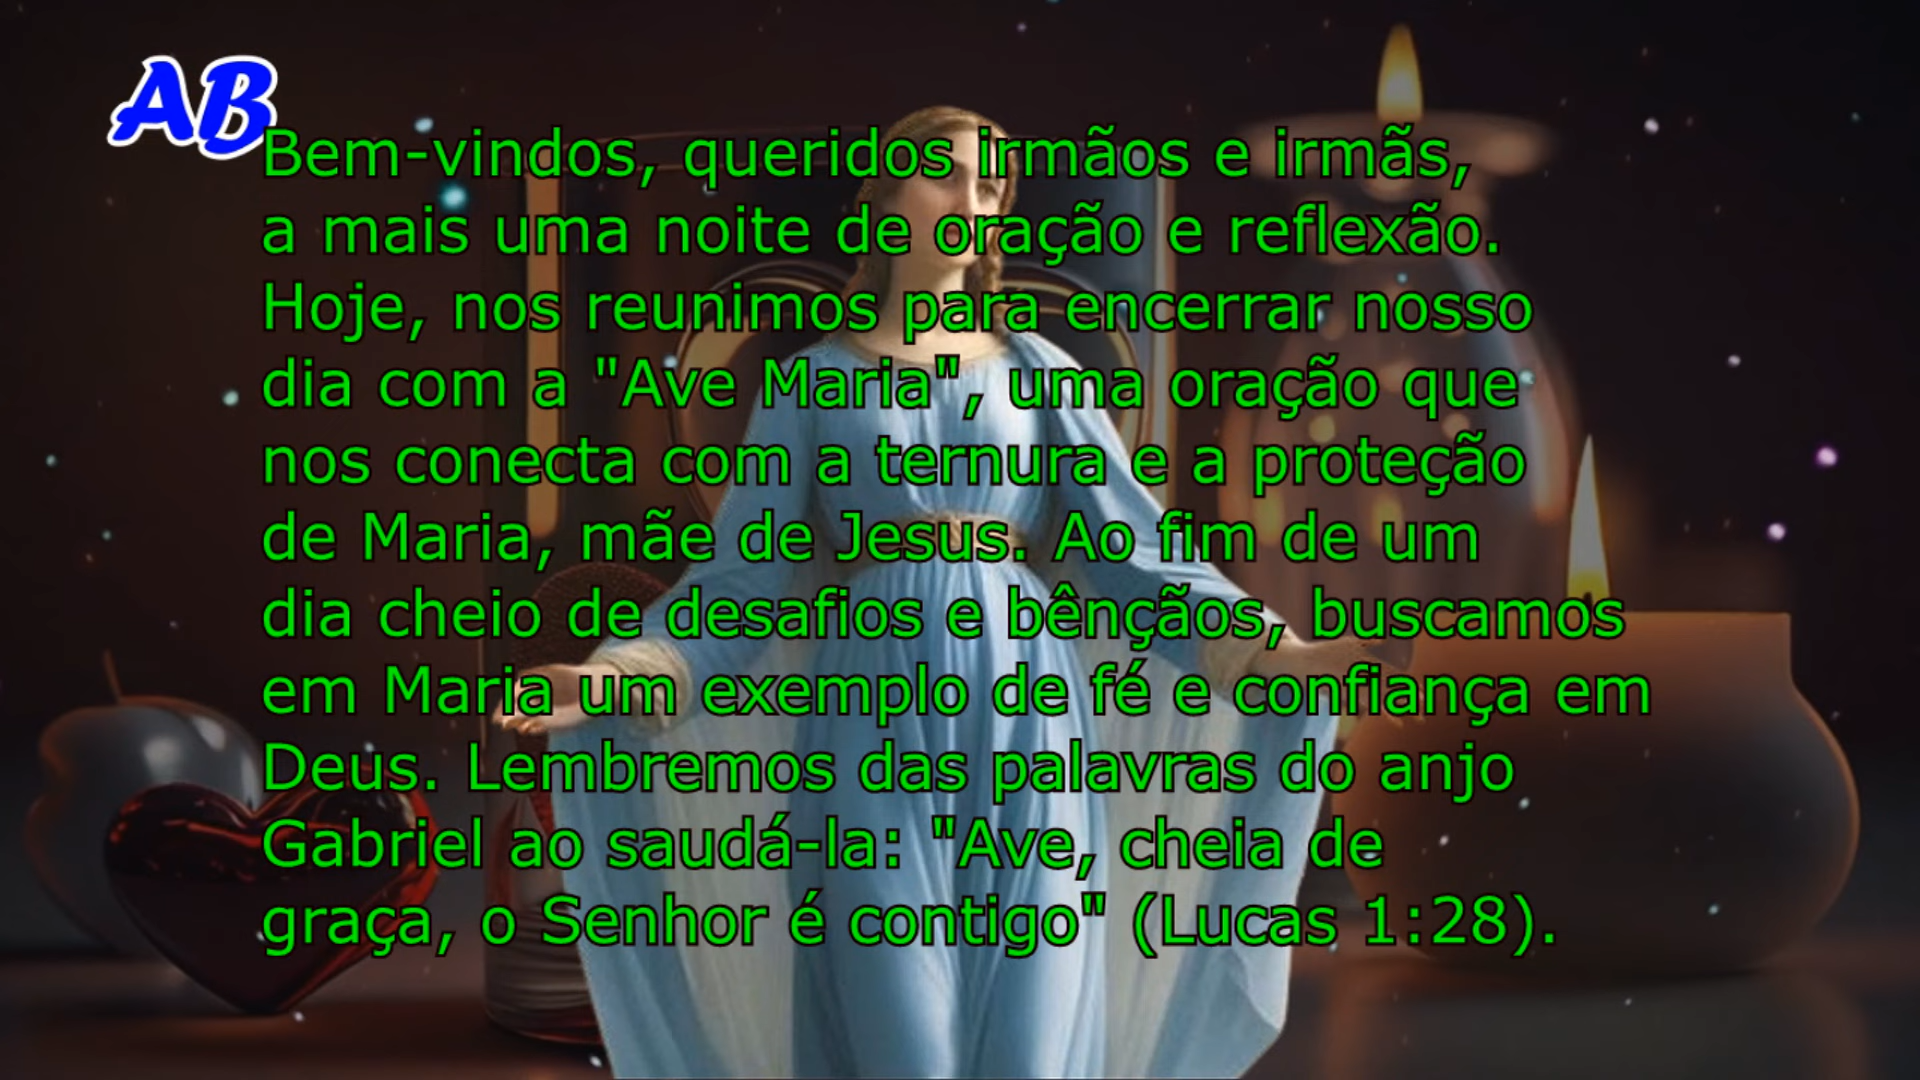 AB
Bem-vindos, queridos irmãos e irmãs,
a mais uma noite de oração e reflexão.
Hoje, nos reunimos para encerrar nosso
dia com a "Ave Maria", uma oração que
nos conecta com a ternura e a proteção
de Maria, mãe de Jesus. Ao fim de um
dia cheio de desafios e bênçãos, buscamos
em Maria um exemplo de fé e confiança em
Deus. Lembremos das palavras do anjo
Gabriel ao saudá-la: "Ave, cheia de
graça, o Senhor é contigo" (Lucas 1:28).